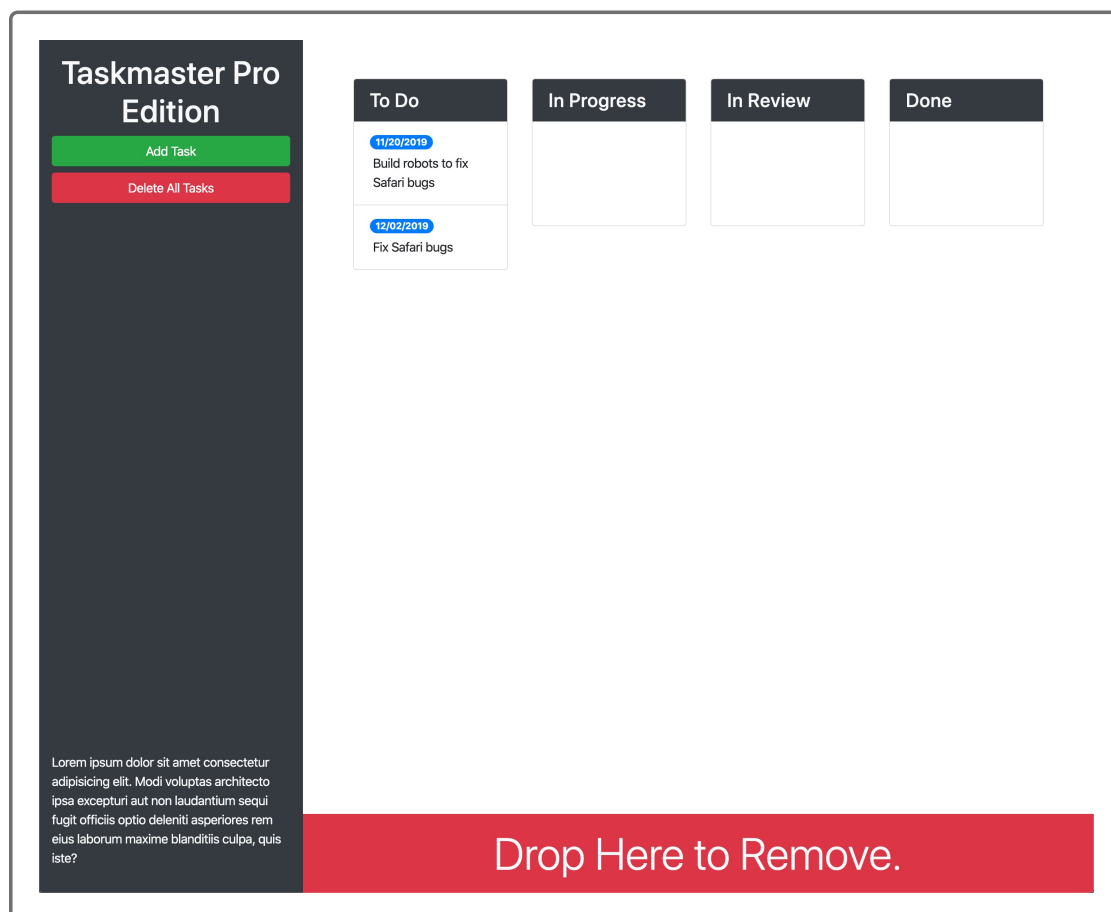 Taskmaster Pro
Edition
Add Task
Delete All Tasks
Lorem ipsum dolor sit amet consectetur
adipisicing elit. Modi voluptas architecto
ipsa excepturi aut non laudantium sequi
fugit officiis optio deleniti asperiores rem
eius laborum maxime blanditiis culpa, quis
iste?
To Do
11/20/2019
Build robots to fix
Safari bugs
12/02/2019
Fix Safari bugs
In Progress
In Review
Done
Drop Here to Remove.